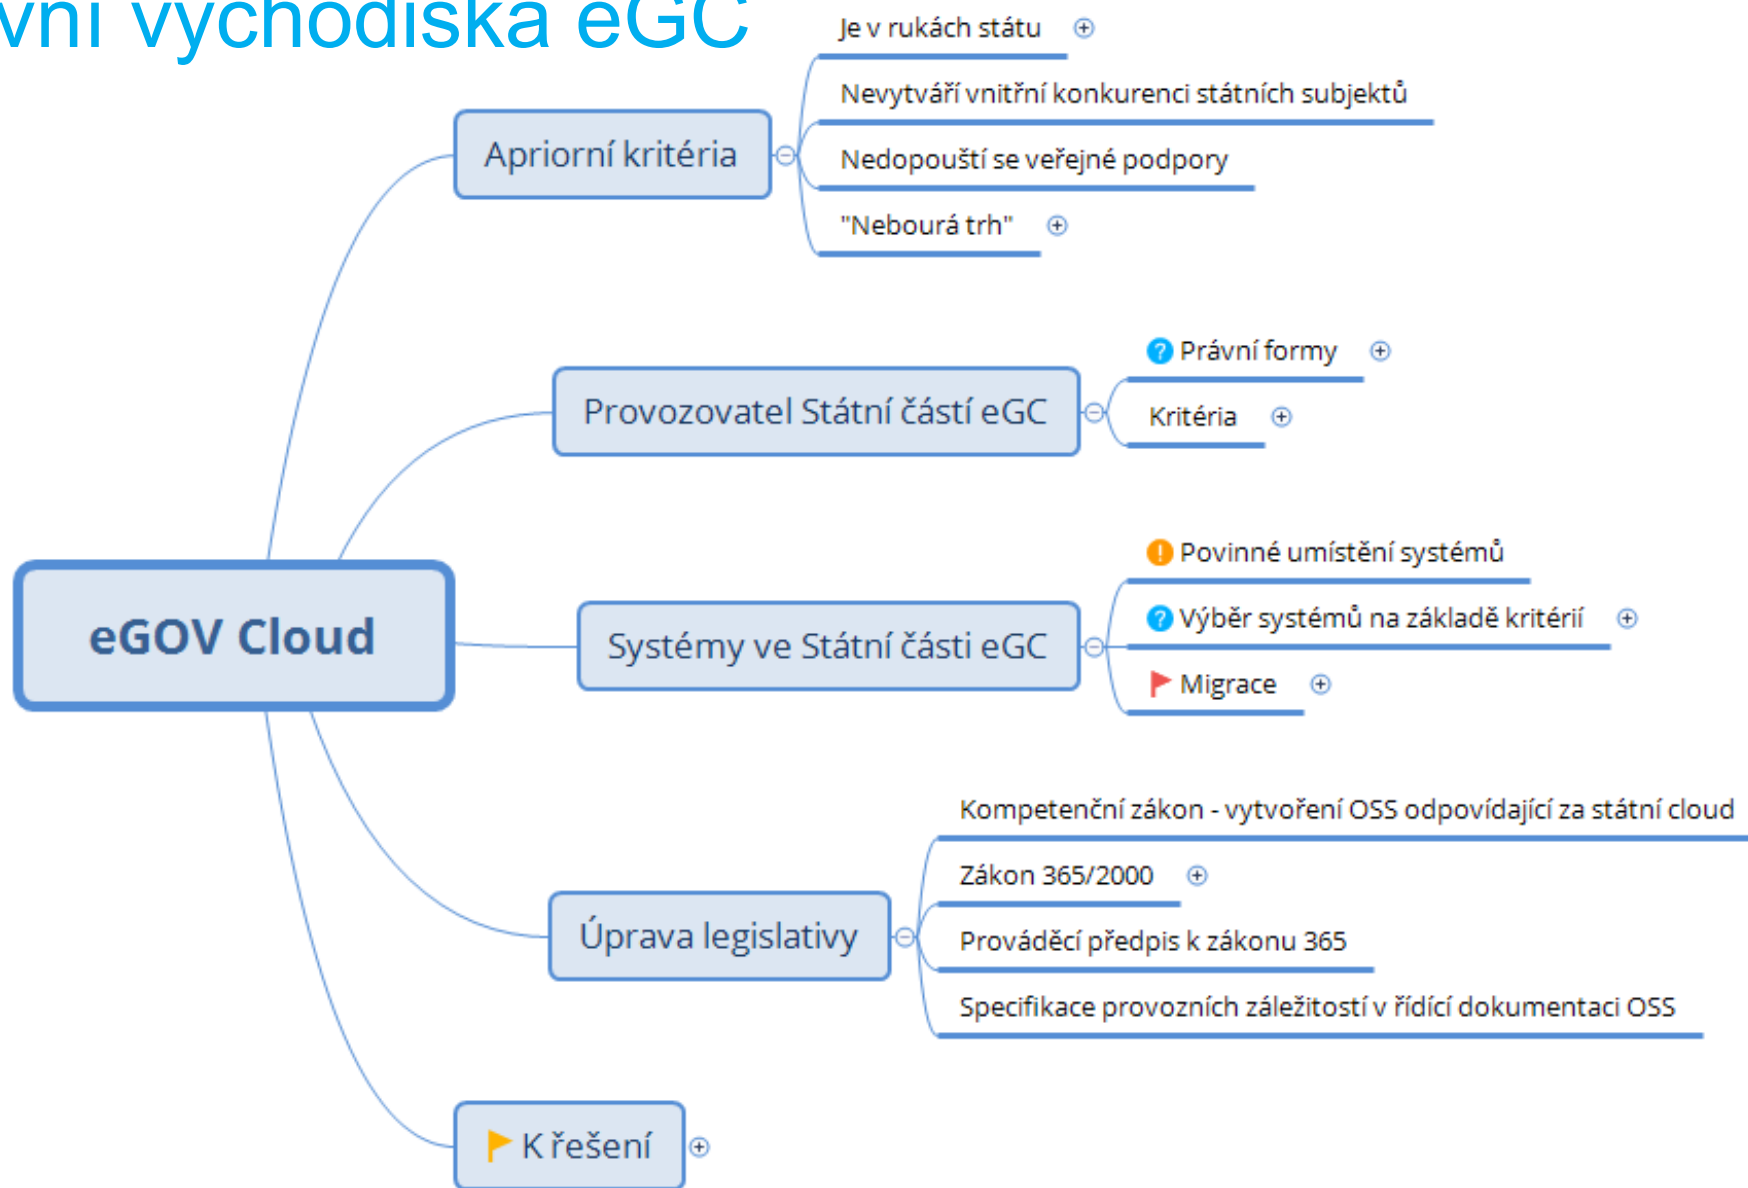 vní východiska eGC
Je v rukách státu
Nevytváří vnitřní konkurenci státních subjektů
Apriorní kritéria
Nedopouští se veřejné podpory
"Nebourá trh"
Právní formy
Provozovatel Státní částí eGC
Kritéria
Povinné umístění systémů
eGOV Cloud
Výběr systémů na základě kritérií
Systémy ve Státní části eGC
Migrace
Kompetenční zákon - vytvoření OSS odpovídající za státní cloud
Zákon 365/2000
Úprava legislativy
Prováděcí předpis k zákonu 365
Specifikace provozních záležitostí v řídící dokumentaci OSS
K řešení